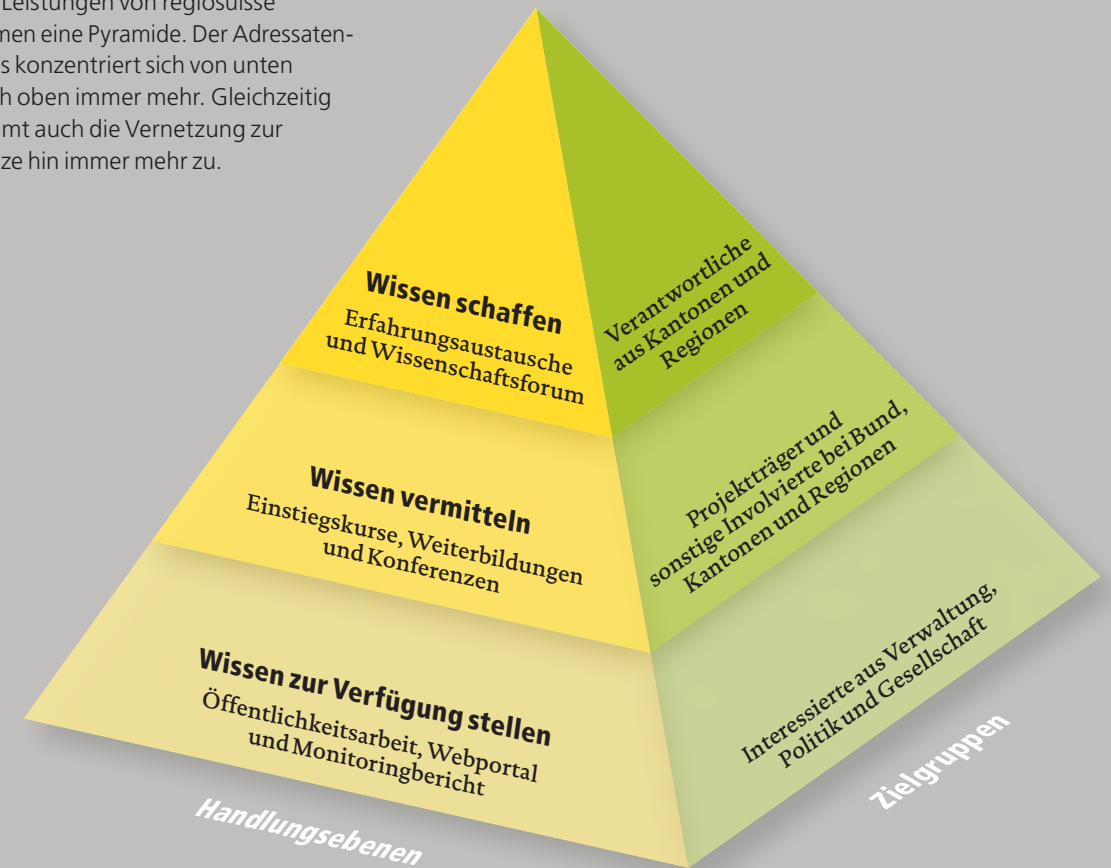 Leistungen von regiosuisse
eine Pyramide. Der Adressaten-
konzentriert sich von unten
oben immer mehr. Gleichzeitig
auch die Vernetzung zur
hin immer mehr zu.
Wissen schaffen
Erfahrungsaustausche
und Wissenschaftsforum
Verantwortliche
aus Kantonen und
Regionen
Wissen vermitteln
Einstiegskurse, Weiterbildungen
und Konferenzen
Projektträger und
sonstige Involvierte bei Bund,
Kantonen und Regionen
Wissen zur Verfügung stellen
Öffentlichkeitsarbeit, Webportal
und Monitoringbericht
Interessierte aus Verwaltung,
Politik und Gesellschaft
Handlungsebenen
Zielgruppen